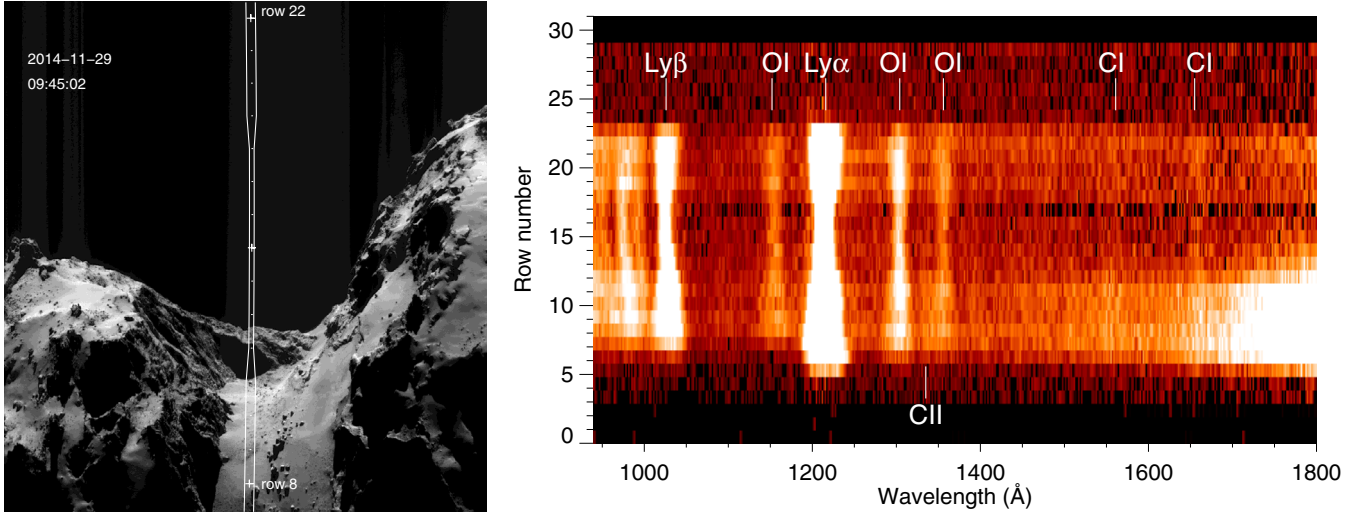 row 22
2014−11−29
09:45:02
row 8
30
25
20
15
10
5
0
Row number
Lyβ OI Lyα OI OI CI CI
CII
1000 1200 1400 1600 1800
Wavelength (Å)